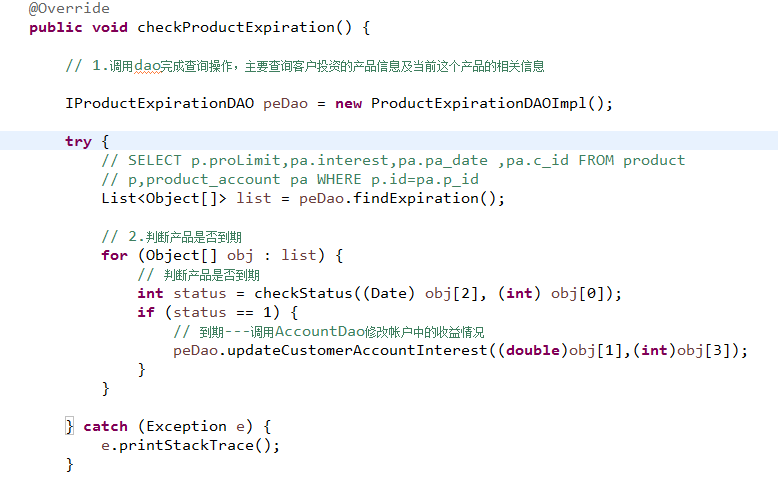 @Override
public void checkProductExpiration() {
// 1.调用dao完成查询操作，主要查询客户投资的产品信息及当前这个产品的相关信息
IProductExpirationDAO peDao = new ProductExpirationDAOImpl();
try {
// SELECT p.proLimit,pa.interest,pa.pa_date ,pa.c_id FROM product
// p,product_account pa WHERE p.id=pa.p_id
List<Object[]> list = peDao.findExpiration();
// 2.判断产品是否到期
for (Object[] obj : list) {
// 判断产品是否到期
int status = checkStatus((Date) obj[2], (int) obj[0]);
if (status == 1) {
// 到期---调用AccountDao修改帐户中的收益情况
peDao.updateCustomerAccountInterest((double)obj[1],(int)obj[3]);
}
}
} catch (Exception e) {
e.printStackTrace();
}